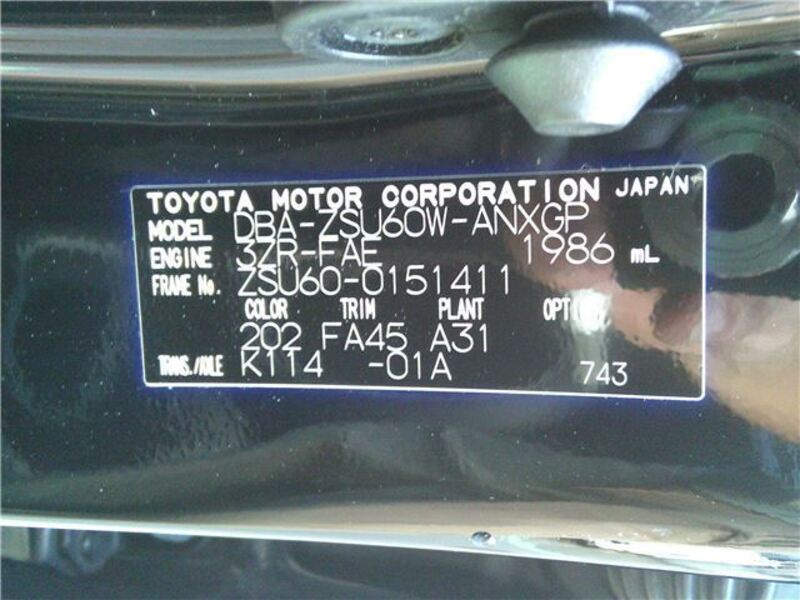 TOYOTA MOTOR CORPORATION JAPAN
MODEL DBA-ZSU60W-ANXGP
ENGINE 3ZR-FAE 1986 mL
FRAME No. ZSU60-0151411
COLOR TRIM PLANT
202 FA45 A31
TRANS./AXLE K114 -01A 743